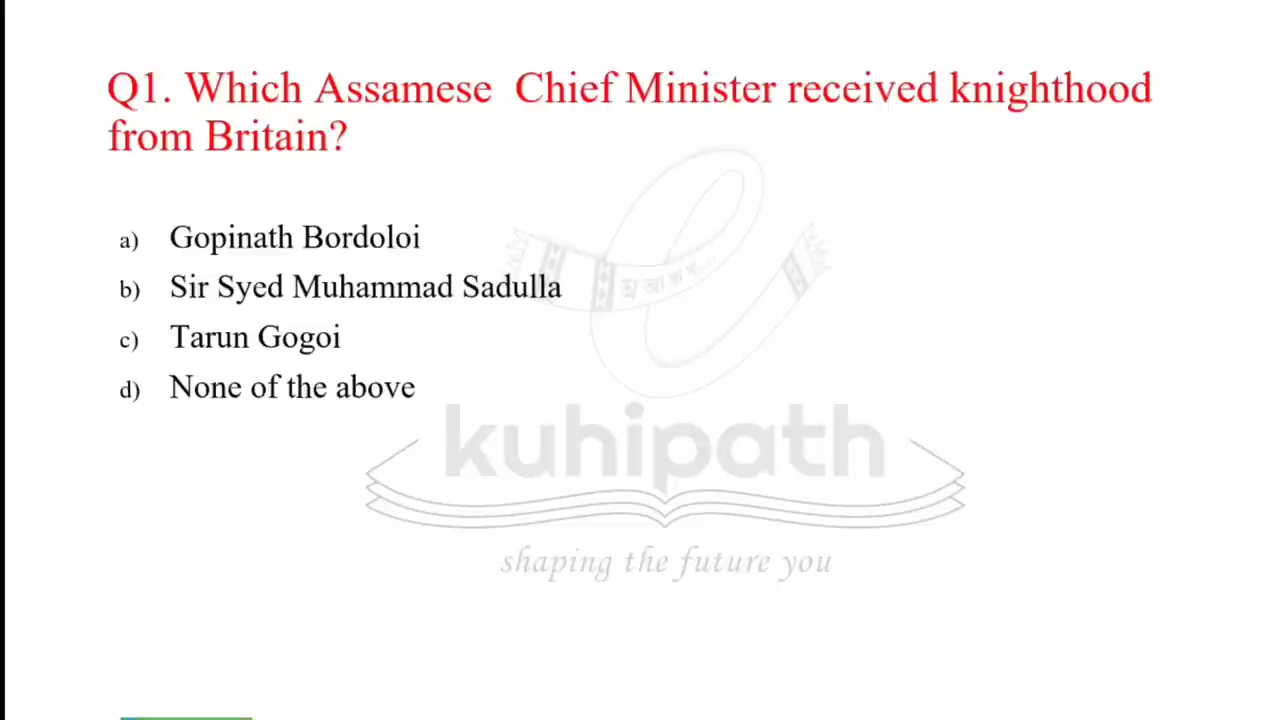 Q1. Which Assamese Chief Minister received knighthood
from Britain?
a) Gopinath Bordoloi
b) Sir Syed Muhammad Sadulla
c) Tarun Gogoi
d) None of the above
অ আ ক খ...
kuhipath
shaping the future you